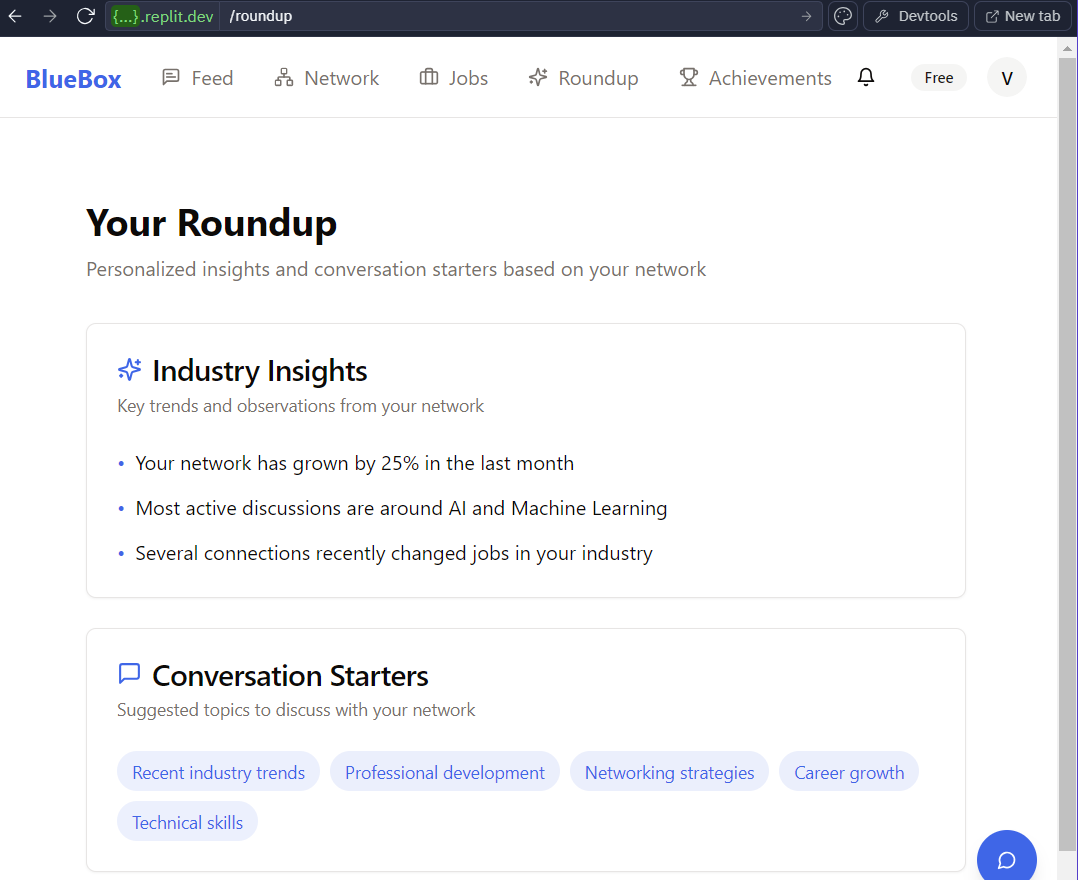 {...}.replit.dev /roundup Devtools New tab
BlueBox Feed Network Jobs Roundup Achievements Free V
Your Roundup
Personalized insights and conversation starters based on your network
Industry Insights
Key trends and observations from your network
• Your network has grown by 25% in the last month
• Most active discussions are around AI and Machine Learning
• Several connections recently changed jobs in your industry
Conversation Starters
Suggested topics to discuss with your network
Recent industry trends Professional development Networking strategies Career growth
Technical skills